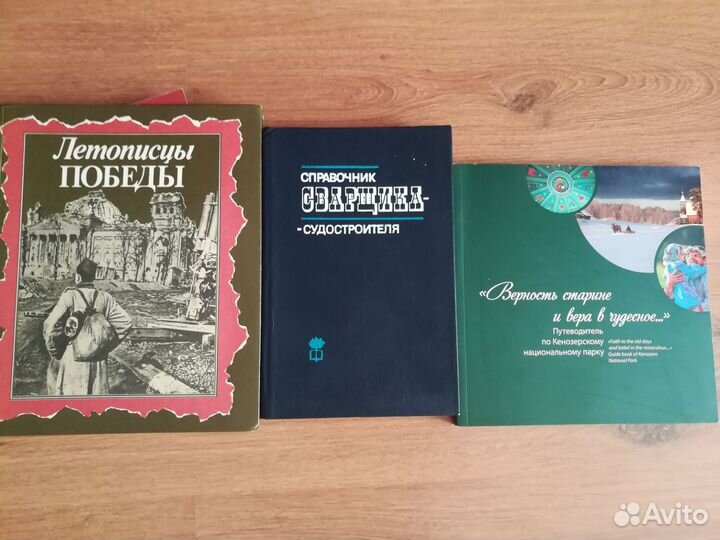 Летописцы
ПОБЕДЫ
СПРАВОЧНИК
СВАРЩИКА-
-СУДОСТРОИТЕЛЯ
«Верность старине
и вера в чудесное...»
Путеводитель
по Кенозерскому
национальному парку
«Faith to the old days
and belief in the miraculous...»
Guide book of Kenozero
National Park
Avito